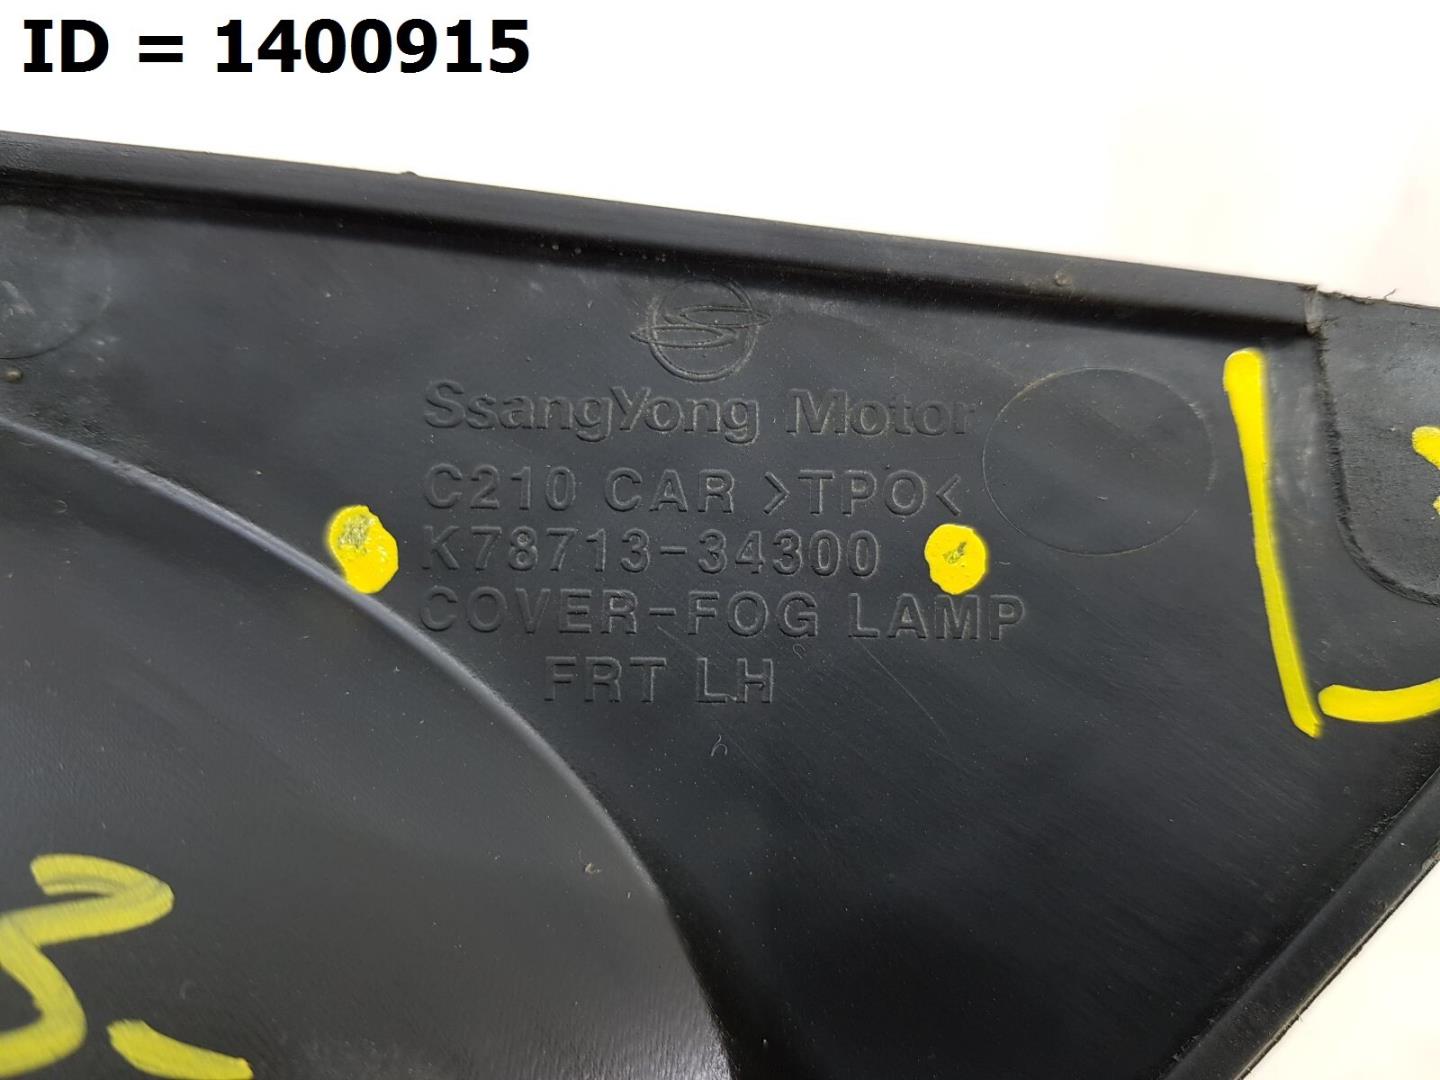 ID = 1400915
SsangYong Motor
C210 CAR >TPO<
K78713-34300
COVER-FOG LAMP
FRT LH